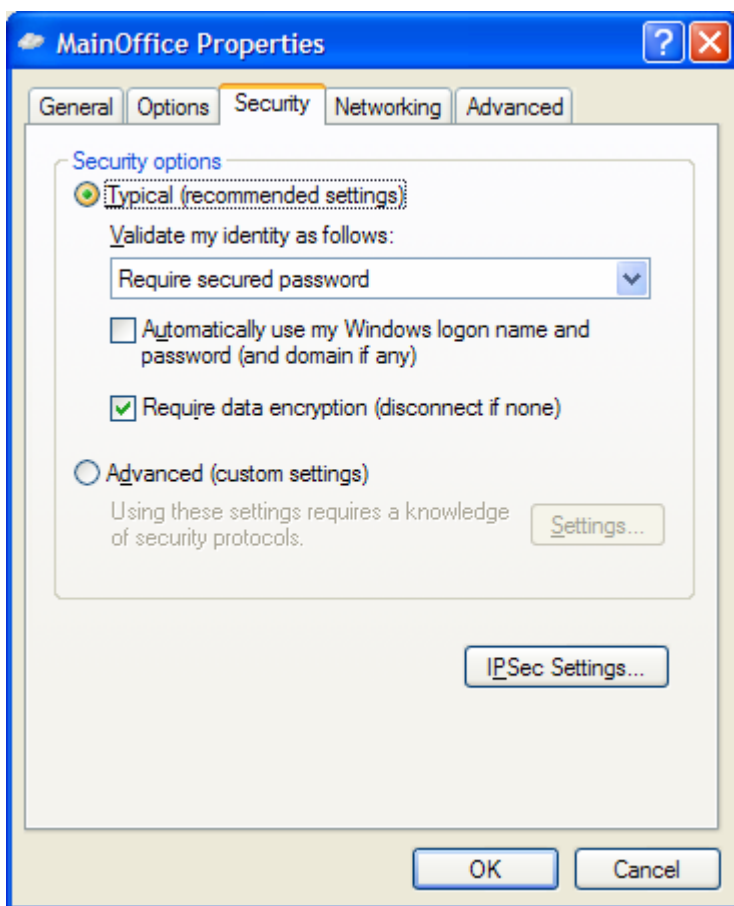 MainOffice Properties
General Options Security Networking Advanced
Security options
Typical (recommended settings)
Validate my identity as follows:
Require secured password
Automatically use my Windows logon name and
password (and domain if any)
Require data encryption (disconnect if none)
Advanced (custom settings)
Using these settings requires a knowledge
of security protocols.
Settings...
IPSec Settings...
OK Cancel